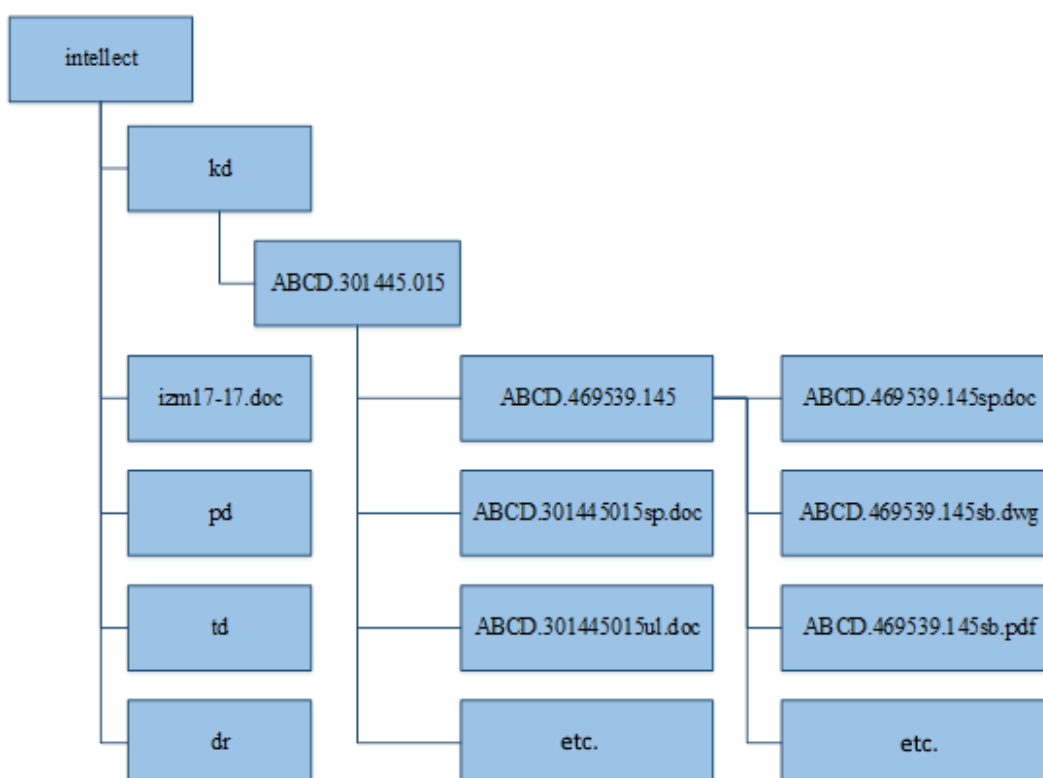 intellect
kd
ABCD.301445.015
izm17-17.doc
ABCD.469539.145
ABCD.469539.145sp.doc
pd
ABCD.301445015sp.doc
ABCD.469539.145sb.dwg
td
ABCD.301445015ul.doc
ABCD.469539.145sb.pdf
dr
etc.
etc.